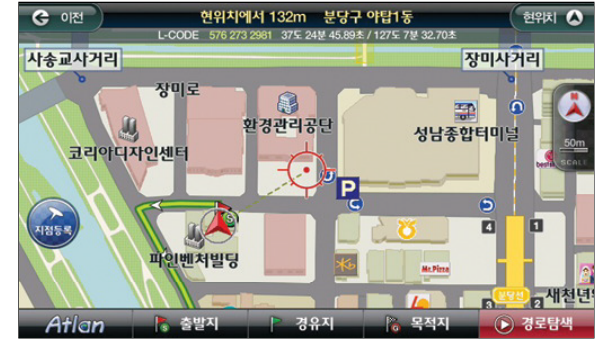 이전
현위치에서 132m 분당구 야탑1동
현위치
L-CODE 576 273 2981 37도 24분 45.89초 / 127도 7분 32.70초
사송교사거리
장미사거리
장미로
환경관리공단
성남종합터미널
코리아디자인센터
50m
SCALE
best
P
지점등록
S
4
1
파인벤처빌딩
Mr.Pizza
분당선
3
2
새천년
Atlan
S
출발지
경유지
G
목적지
경로탐색